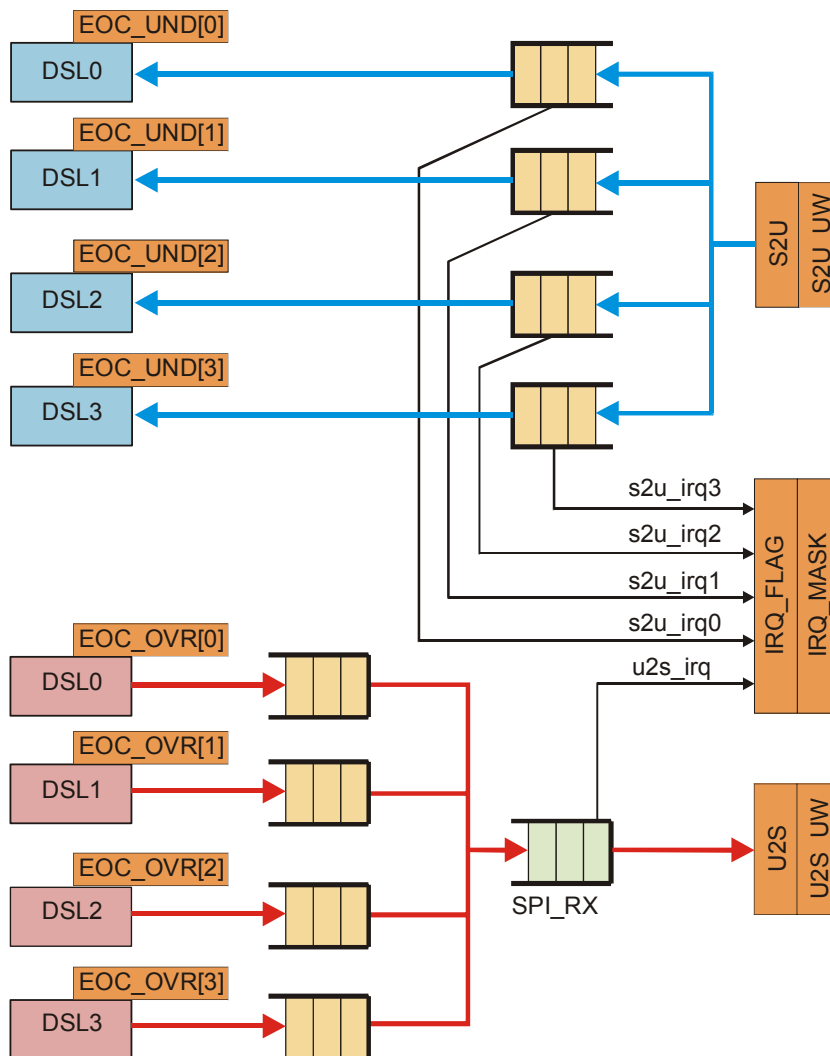 EOC_UND[0]
DSL0
EOC_UND[1]
DSL1
EOC_UND[2]
DSL2
EOC_UND[3]
DSL3
S2U
S2U_UW
s2u_irq3
s2u_irq2
s2u_irq1
s2u_irq0
u2s_irq
IRQ_FLAG
IRQ_MASK
EOC_OVR[0]
DSL0
EOC_OVR[1]
DSL1
EOC_OVR[2]
DSL2
EOC_OVR[3]
DSL3
SPI_RX
U2S
U2S_UW